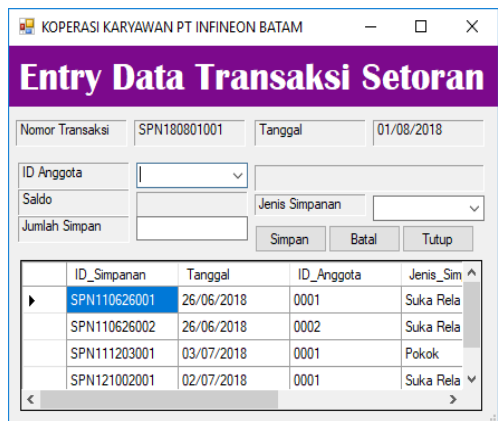 KOPERASI KARYAWAN PT INFINEON BATAM
Entry Data Transaksi Setoran
Nomor Transaksi SPN180801001 Tanggal 01/08/2018
ID Anggota
Saldo Jenis Simpanan
Jumlah Simpan
Simpan Batal Tutup
ID_Simpanan Tanggal ID_Anggota Jenis_Sim
SPN110626001 26/06/2018 0001 Suka Rela
SPN110626002 26/06/2018 0002 Suka Rela
SPN111203001 03/07/2018 0001 Pokok
SPN121002001 02/07/2018 0001 Suka Rela